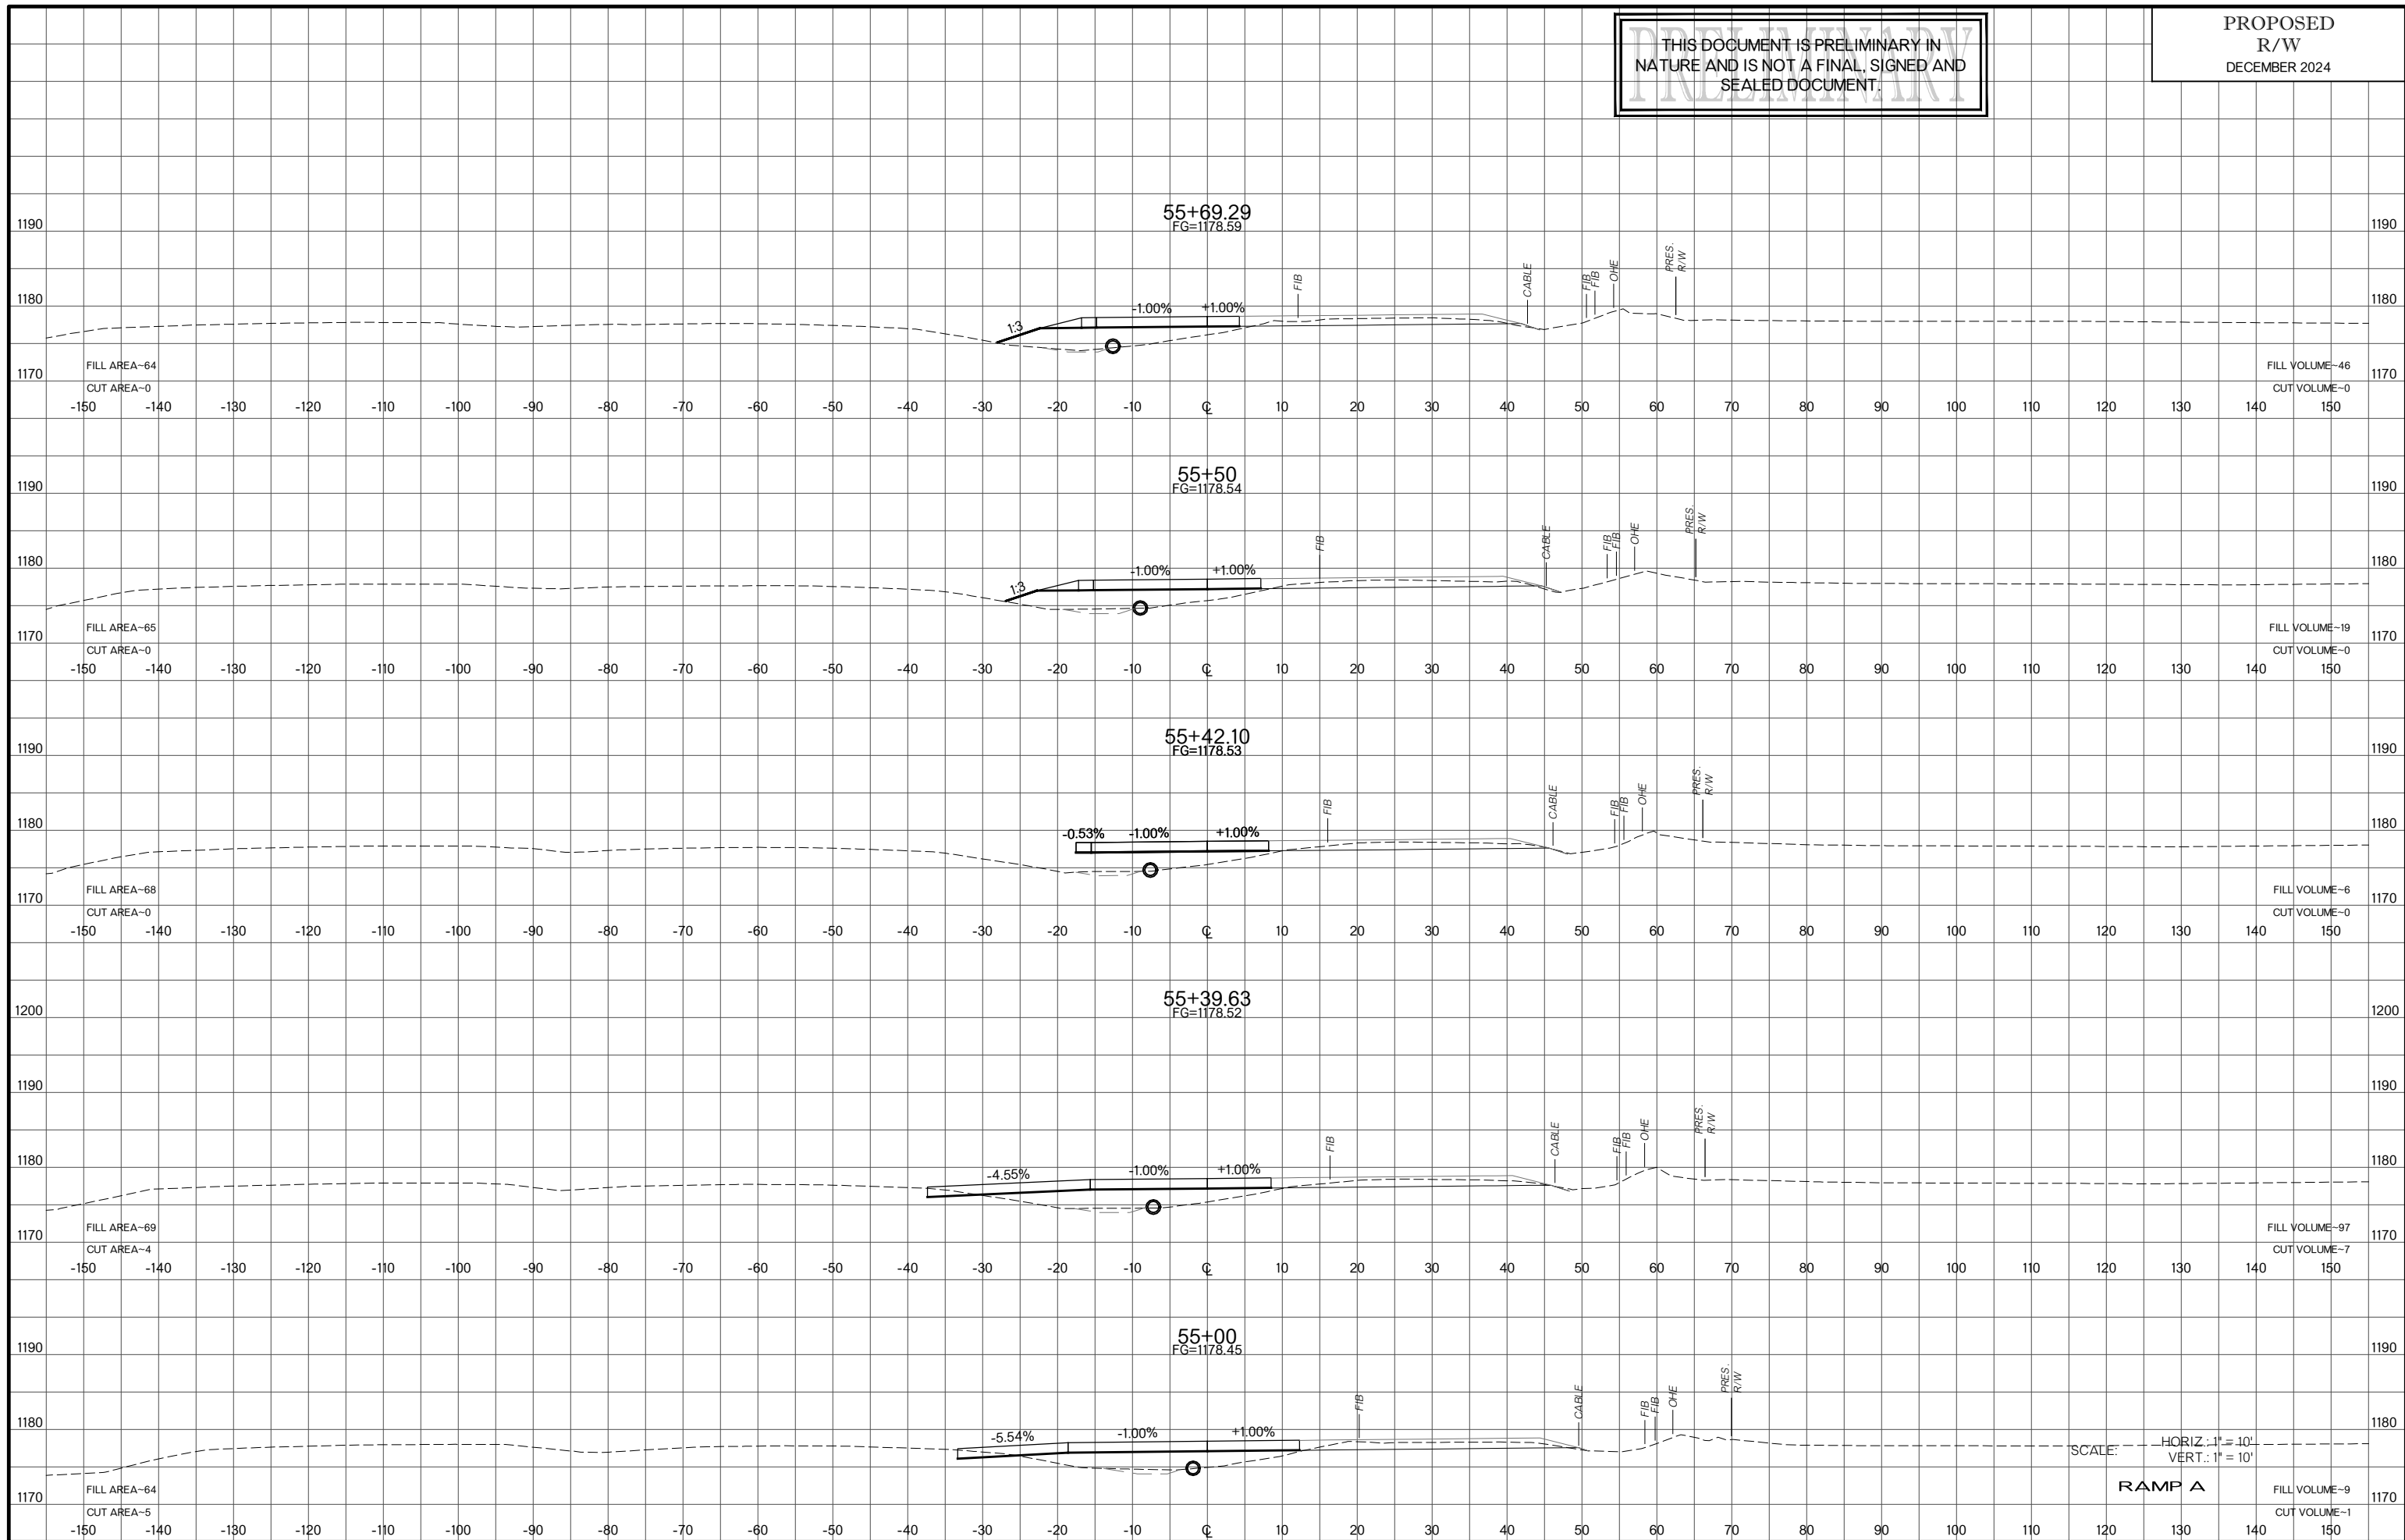 PRELIMINARY
THIS DOCUMENT IS PRELIMINARY IN
NATURE AND IS NOT A FINAL, SIGNED AND
SEALED DOCUMENT.
PROPOSED
R/W
DECEMBER 2024
55+69.29
FG=1178.59
1190 1190
1180 1180
1170 1170
1:3 -1.00% +1.00%
FIB CABLE FIB FIB OHE PRES. R/W
FILL AREA~64 FILL VOLUME~46
CUT AREA~0 CUT VOLUME~0
-150 -140 -130 -120 -110 -100 -90 -80 -70 -60 -50 -40 -30 -20 -10 ℄ 10 20 30 40 50 60 70 80 90 100 110 120 130 140 150
55+50
FG=1178.54
1190 1190
1180 1180
1170 1170
1:3 -1.00% +1.00%
FIB CABLE FIB FIB OHE PRES. R/W
FILL AREA~65 FILL VOLUME~19
CUT AREA~0 CUT VOLUME~0
-150 -140 -130 -120 -110 -100 -90 -80 -70 -60 -50 -40 -30 -20 -10 ℄ 10 20 30 40 50 60 70 80 90 100 110 120 130 140 150
55+42.10
FG=1178.53
1190 1190
1180 1180
1170 1170
-0.53% -1.00% +1.00%
FIB CABLE FIB FIB OHE PRES. R/W
FILL AREA~68 FILL VOLUME~6
CUT AREA~0 CUT VOLUME~0
-150 -140 -130 -120 -110 -100 -90 -80 -70 -60 -50 -40 -30 -20 -10 ℄ 10 20 30 40 50 60 70 80 90 100 110 120 130 140 150
55+39.63
FG=1178.52
1200 1200
1190 1190
1180 1180
1170 1170
-4.55% -1.00% +1.00%
FIB CABLE FIB FIB OHE PRES. R/W
FILL AREA~69 FILL VOLUME~97
CUT AREA~4 CUT VOLUME~7
-150 -140 -130 -120 -110 -100 -90 -80 -70 -60 -50 -40 -30 -20 -10 ℄ 10 20 30 40 50 60 70 80 90 100 110 120 130 140 150
55+00
FG=1178.45
1190 1190
1180 1180
1170 1170
-5.54% -1.00% +1.00%
FIB CABLE FIB FIB OHE PRES. R/W
SCALE: HORIZ.: 1" = 10'
VERT.: 1" = 10'
RAMP A
FILL AREA~64 FILL VOLUME~9
CUT AREA~5 CUT VOLUME~1
-150 -140 -130 -120 -110 -100 -90 -80 -70 -60 -50 -40 -30 -20 -10 ℄ 10 20 30 40 50 60 70 80 90 100 110 120 130 140 150